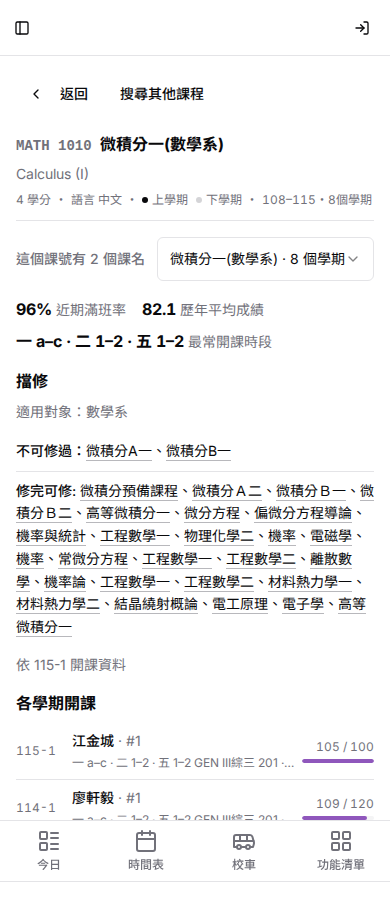 返回 搜尋其他課程
MATH 1010 微積分一(數學系)
Calculus (I)
4 學分 · 語言 中文 · 上學期 下學期 · 108–115 · 8個學期
這個課號有 2 個課名 微積分一(數學系) · 8 個學期
96% 近期滿班率 82.1 歷年平均成績
一 a–c · 二 1–2 · 五 1–2 最常開課時段
擋修
適用對象：數學系
不可修過：微積分A一、微積分B一
修完可修: 微積分預備課程、微積分Ａ二、微積分Ｂ一、微
積分Ｂ二、高等微積分一、微分方程、偏微分方程導論、
機率與統計、工程數學一、物理化學二、機率、電磁學、
機率、常微分方程、工程數學一、工程數學二、離散數
學、機率論、工程數學一、工程數學二、材料熱力學一、
材料熱力學二、結晶繞射概論、電工原理、電子學、高等
微積分一
依 115-1 開課資料
各學期開課
115-1 江金城 · #1 105 / 100
一 a–c · 二 1–2 · 五 1–2 GEN III綜三 201 ·...
114-1 廖軒毅 · #1 109 / 120
一 a–c · 二 1–2 · 五 1–2 GEN III綜三 201 ·...
今日 時間表 校車 功能清單